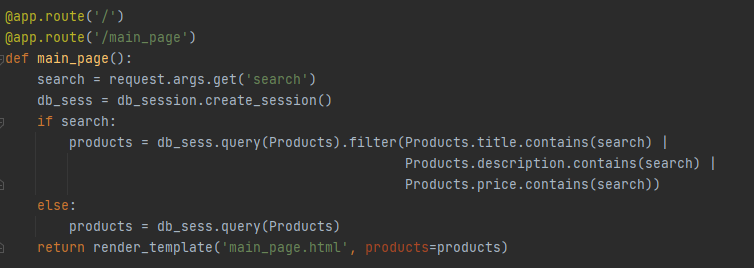 @app.route('/')
@app.route('/main_page')
def main_page():
    search = request.args.get('search')
    db_sess = db_session.create_session()
    if search:
        products = db_sess.query(Products).filter(Products.title.contains(search) |
                                                  Products.description.contains(search) |
                                                  Products.price.contains(search))
    else:
        products = db_sess.query(Products)
    return render_template('main_page.html', products=products)